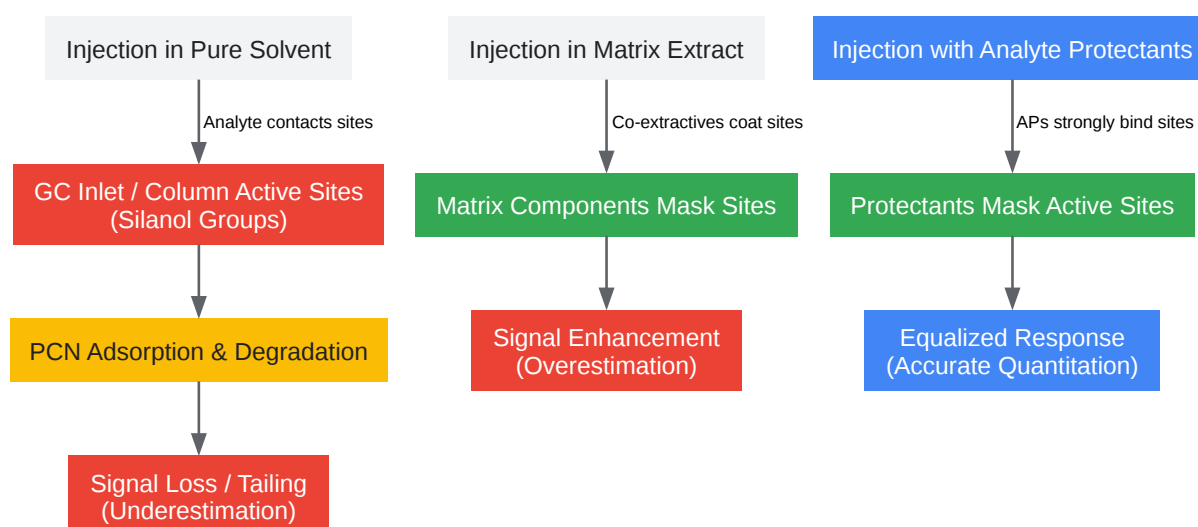 Injection in Pure Solvent
Analyte contacts sites
GC Inlet / Column Active Sites
(Silanol Groups)
PCN Adsorption & Degradation
Signal Loss / Tailing
(Underestimation)
Injection in Matrix Extract
Co-extractives coat sites
Matrix Components Mask Sites
Signal Enhancement
(Overestimation)
Injection with Analyte Protectants
APs strongly bind sites
Protectants Mask Active Sites
Equalized Response
(Accurate Quantitation)